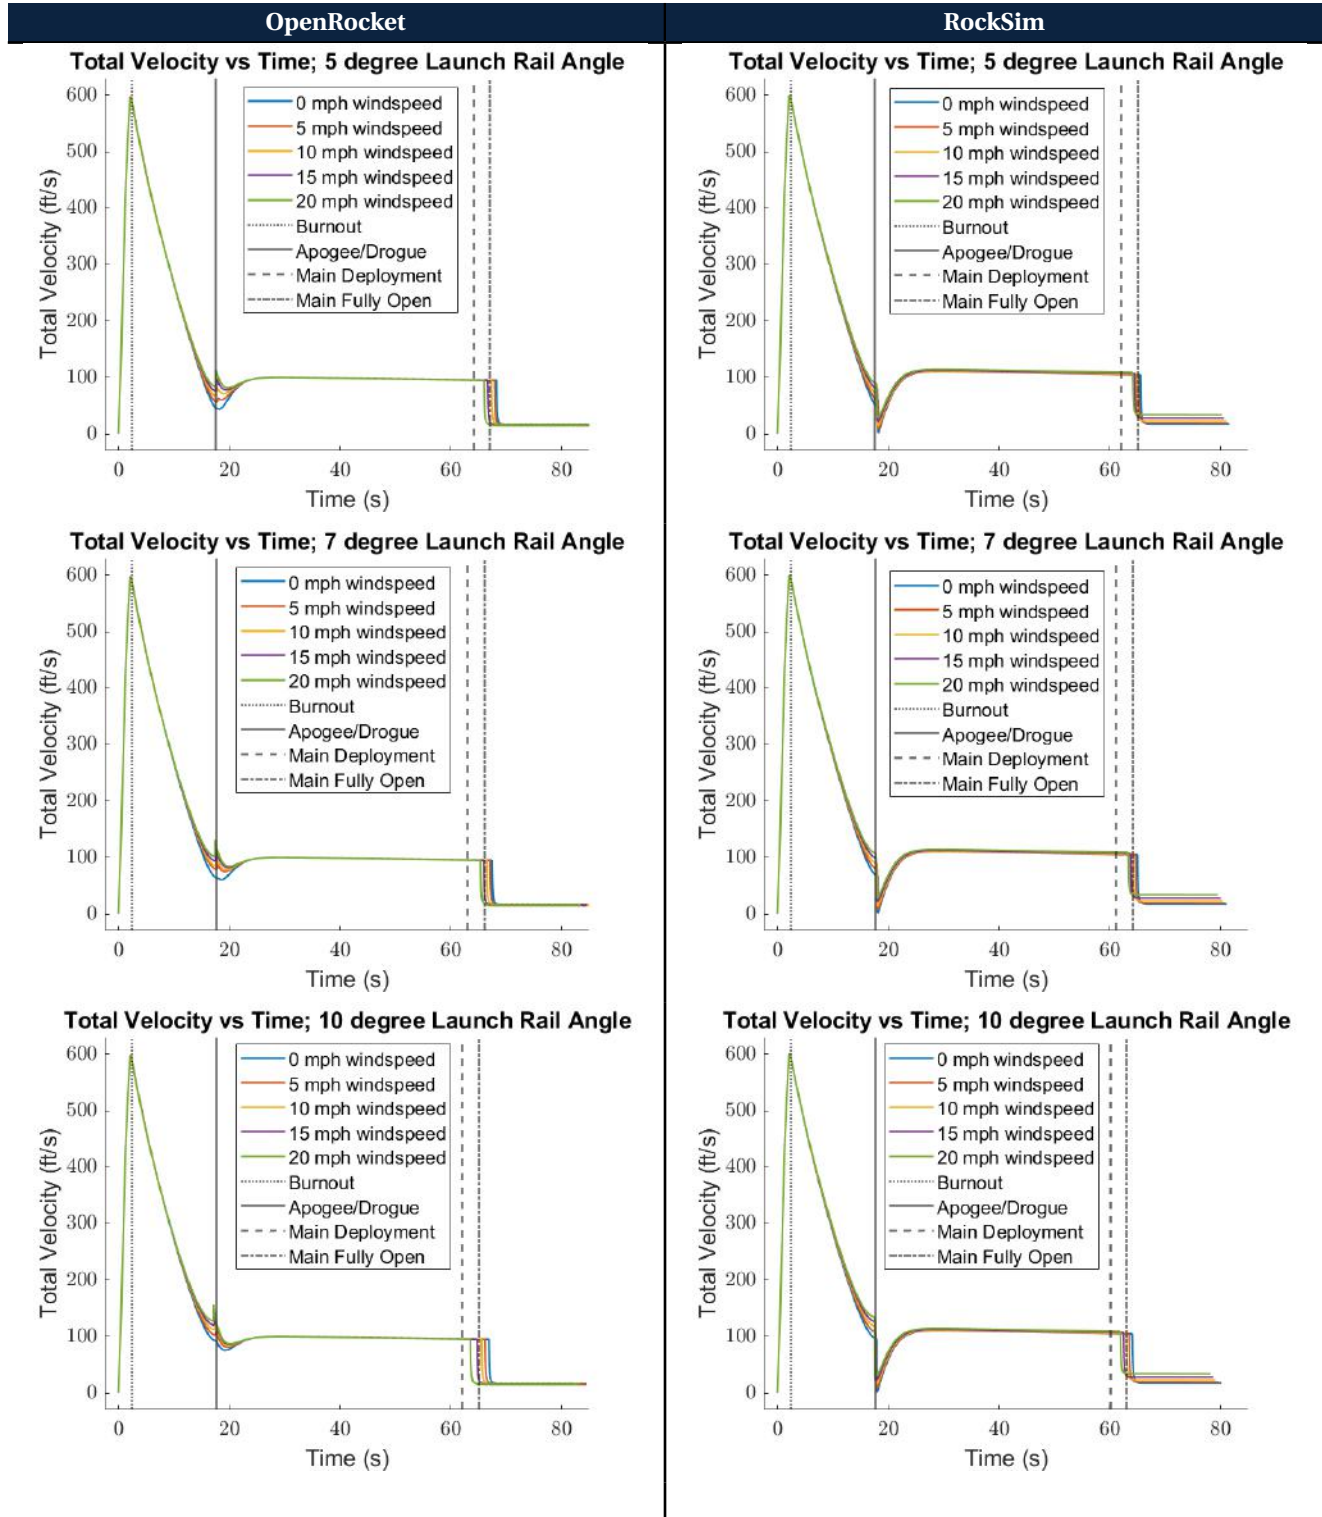 OpenRocket
RockSim
Total Velocity vs Time; 5 degree Launch Rail Angle
Total Velocity (ft/s)
600
500
400
300
200
100
0
0 mph windspeed
5 mph windspeed
10 mph windspeed
15 mph windspeed
20 mph windspeed
Burnout
Apogee/Drogue
Main Deployment
Main Fully Open
0 20 40 60 80
Time (s)
Total Velocity vs Time; 5 degree Launch Rail Angle
Total Velocity (ft/s)
600
500
400
300
200
100
0
0 mph windspeed
5 mph windspeed
10 mph windspeed
15 mph windspeed
20 mph windspeed
Burnout
Apogee/Drogue
Main Deployment
Main Fully Open
0 20 40 60 80
Time (s)
Total Velocity vs Time; 7 degree Launch Rail Angle
Total Velocity (ft/s)
600
500
400
300
200
100
0
0 mph windspeed
5 mph windspeed
10 mph windspeed
15 mph windspeed
20 mph windspeed
Burnout
Apogee/Drogue
Main Deployment
Main Fully Open
0 20 40 60 80
Time (s)
Total Velocity vs Time; 7 degree Launch Rail Angle
Total Velocity (ft/s)
600
500
400
300
200
100
0
0 mph windspeed
5 mph windspeed
10 mph windspeed
15 mph windspeed
20 mph windspeed
Burnout
Apogee/Drogue
Main Deployment
Main Fully Open
0 20 40 60 80
Time (s)
Total Velocity vs Time; 10 degree Launch Rail Angle
Total Velocity (ft/s)
600
500
400
300
200
100
0
0 mph windspeed
5 mph windspeed
10 mph windspeed
15 mph windspeed
20 mph windspeed
Burnout
Apogee/Drogue
Main Deployment
Main Fully Open
0 20 40 60 80
Time (s)
Total Velocity vs Time; 10 degree Launch Rail Angle
Total Velocity (ft/s)
600
500
400
300
200
100
0
0 mph windspeed
5 mph windspeed
10 mph windspeed
15 mph windspeed
20 mph windspeed
Burnout
Apogee/Drogue
Main Deployment
Main Fully Open
0 20 40 60 80
Time (s)